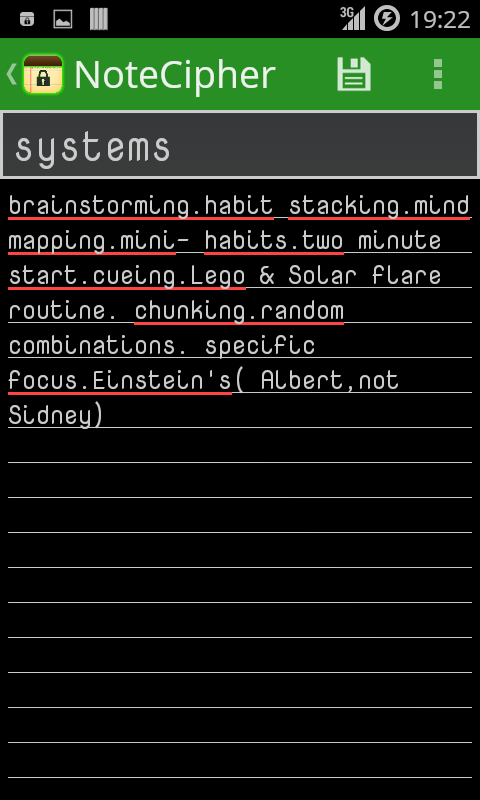 3G 19:22
NoteCipher
systems
brainstorming.habit stacking.mind
mapping.mini- habits.two minute
start.cueing.Lego & Solar flare
routine. chunking.random
combinations. specific
focus.Einstein's( Albert,not
Sidney)